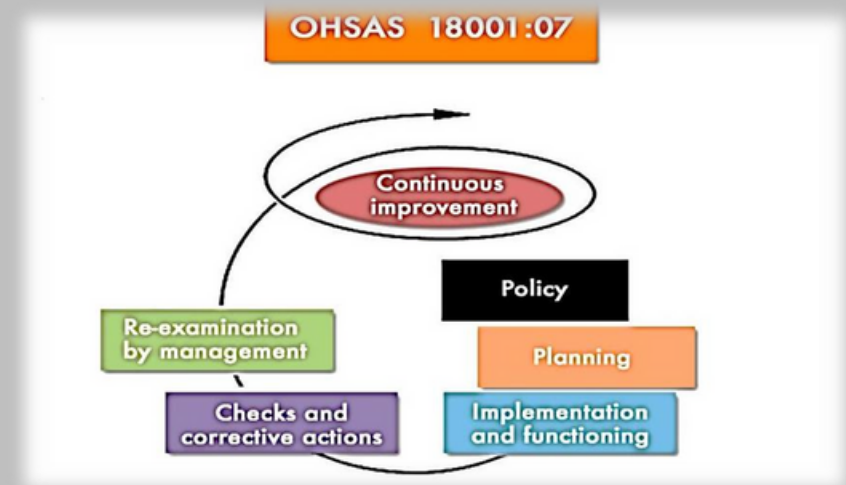 OHSAS 18001:07
Continuous
improvement
Policy
Planning
Implementation
and functioning
Checks and
corrective actions
Re-examination
by management